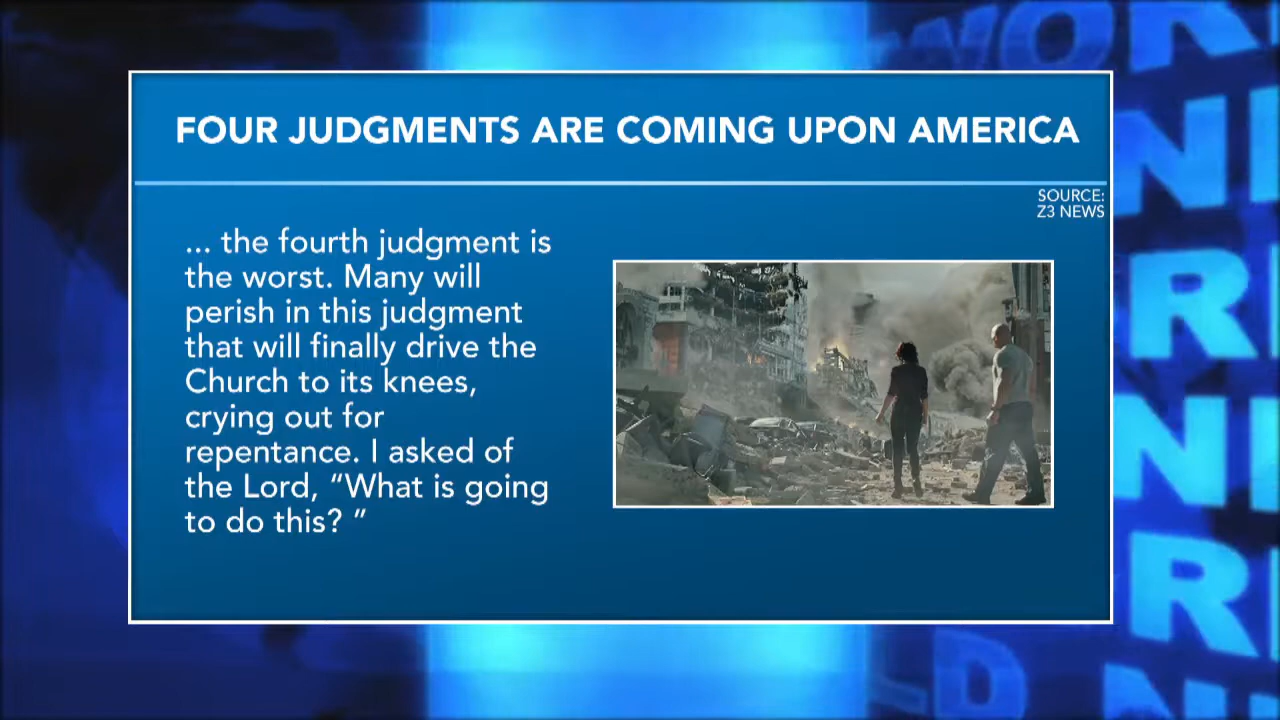 FOUR JUDGMENTS ARE COMING UPON AMERICA
SOURCE:
Z3 NEWS
... the fourth judgment is
the worst. Many will
perish in this judgment
that will finally drive the
Church to its knees,
crying out for
repentance. I asked of
the Lord, “What is going
to do this? ”